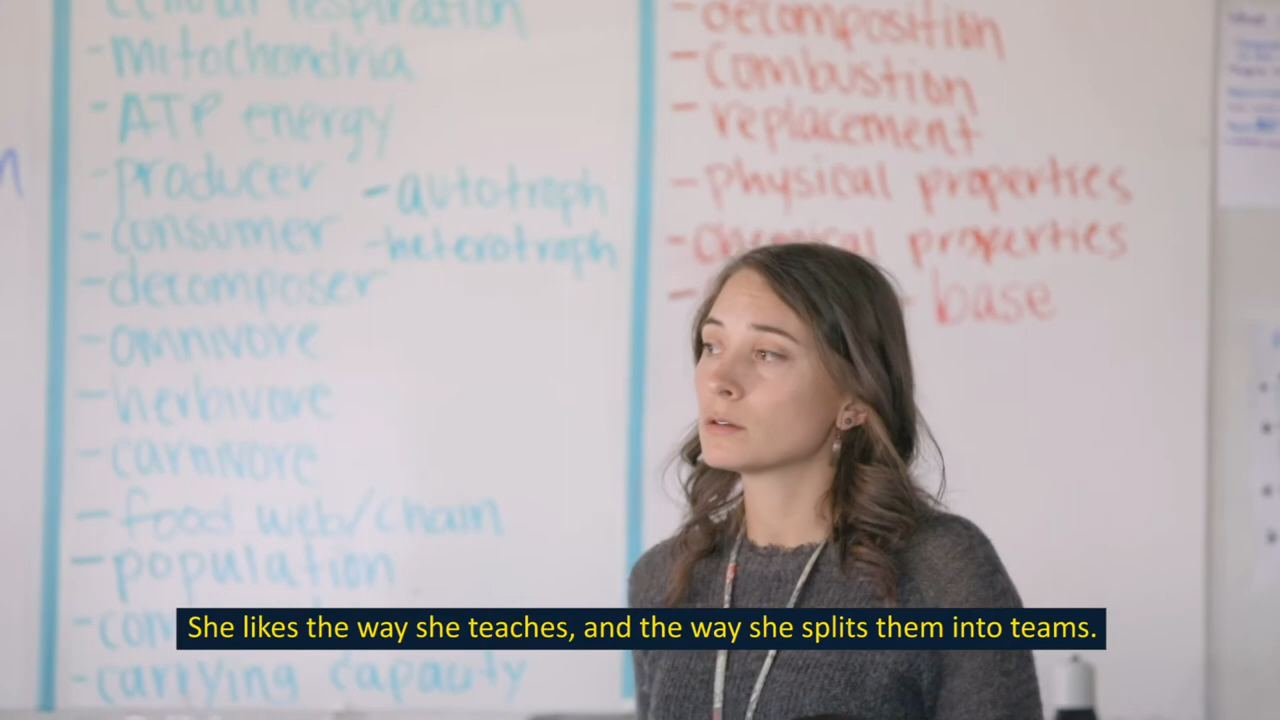 cellular respiration
- mitochondria
- ATP energy
- producer - autotroph
- consumer - heterotroph
- decomposer
- omnivore
- herbivore
- carnivore
- food web/chain
- population
- carrying capacity
- decomposition
- Combustion
- replacement
- physical properties
- chemical properties
- base
She likes the way she teaches, and the way she splits them into teams.